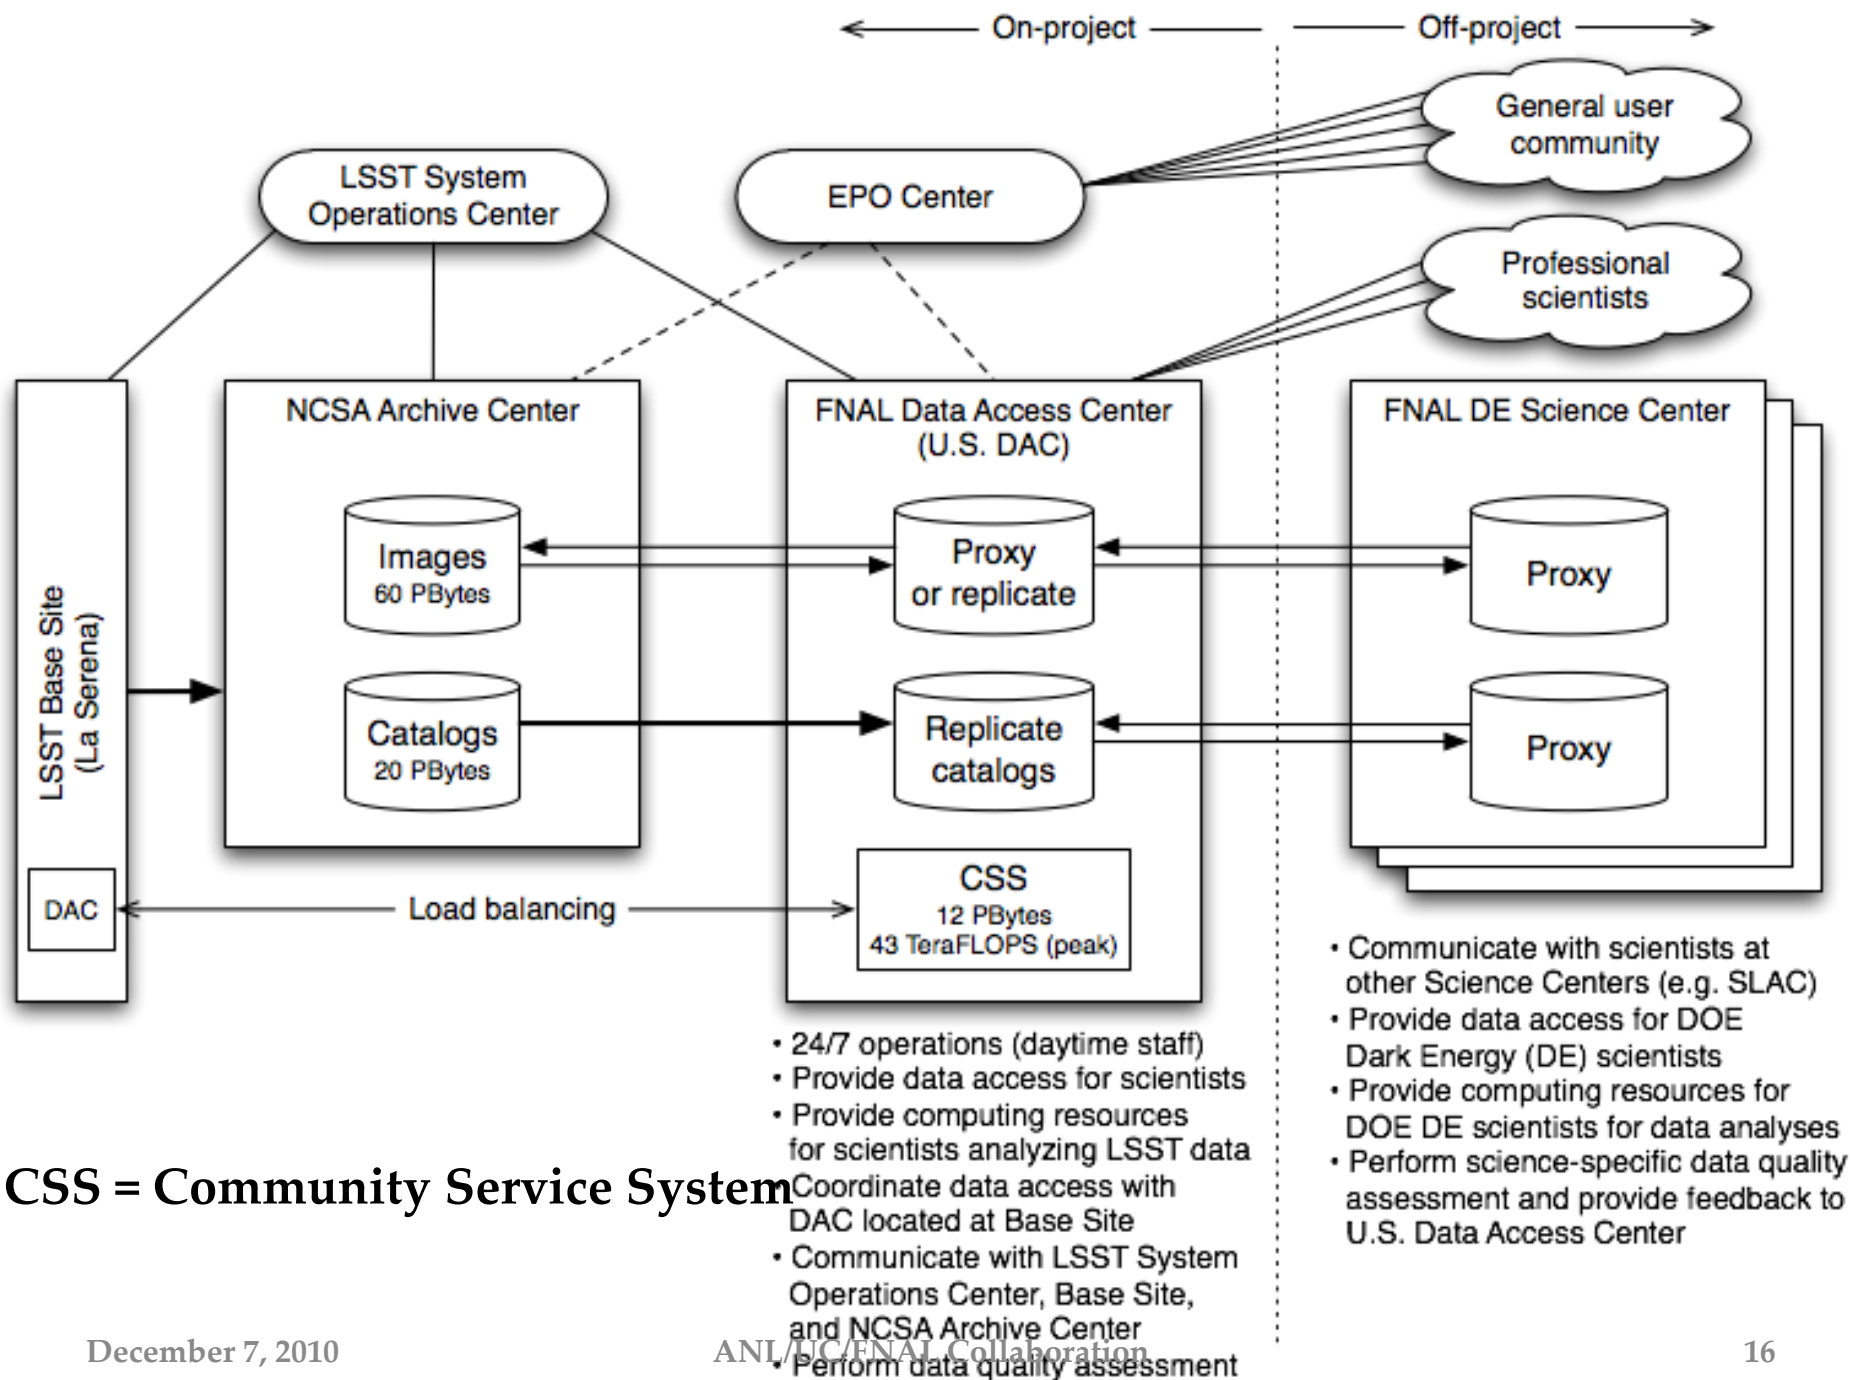 On-project
Off-project
General user
community
LSST System
Operations Center
EPO Center
Professional
scientists
LSST Base Site
(La Serena)
DAC
NCSA Archive Center
Images
60 PBytes
Catalogs
20 PBytes
Load balancing
FNAL Data Access Center
(U.S. DAC)
Proxy
or replicate
Replicate
catalogs
CSS
12 PBytes
43 TeraFLOPS (peak)
FNAL DE Science Center
Proxy
Proxy
• 24/7 operations (daytime staff)
• Provide data access for scientists
• Provide computing resources
for scientists analyzing LSST data
• Coordinate data access with
DAC located at Base Site
• Communicate with LSST System
Operations Center, Base Site,
and NCSA Archive Center
• Perform data quality assessment
• Communicate with scientists at
other Science Centers (e.g. SLAC)
• Provide data access for DOE
Dark Energy (DE) scientists
• Provide computing resources for
DOE DE scientists for data analyses
• Perform science-specific data quality
assessment and provide feedback to
U.S. Data Access Center
CSS = Community Service System
December 7, 2010
ANL/UC/FNAL Collaboration
16